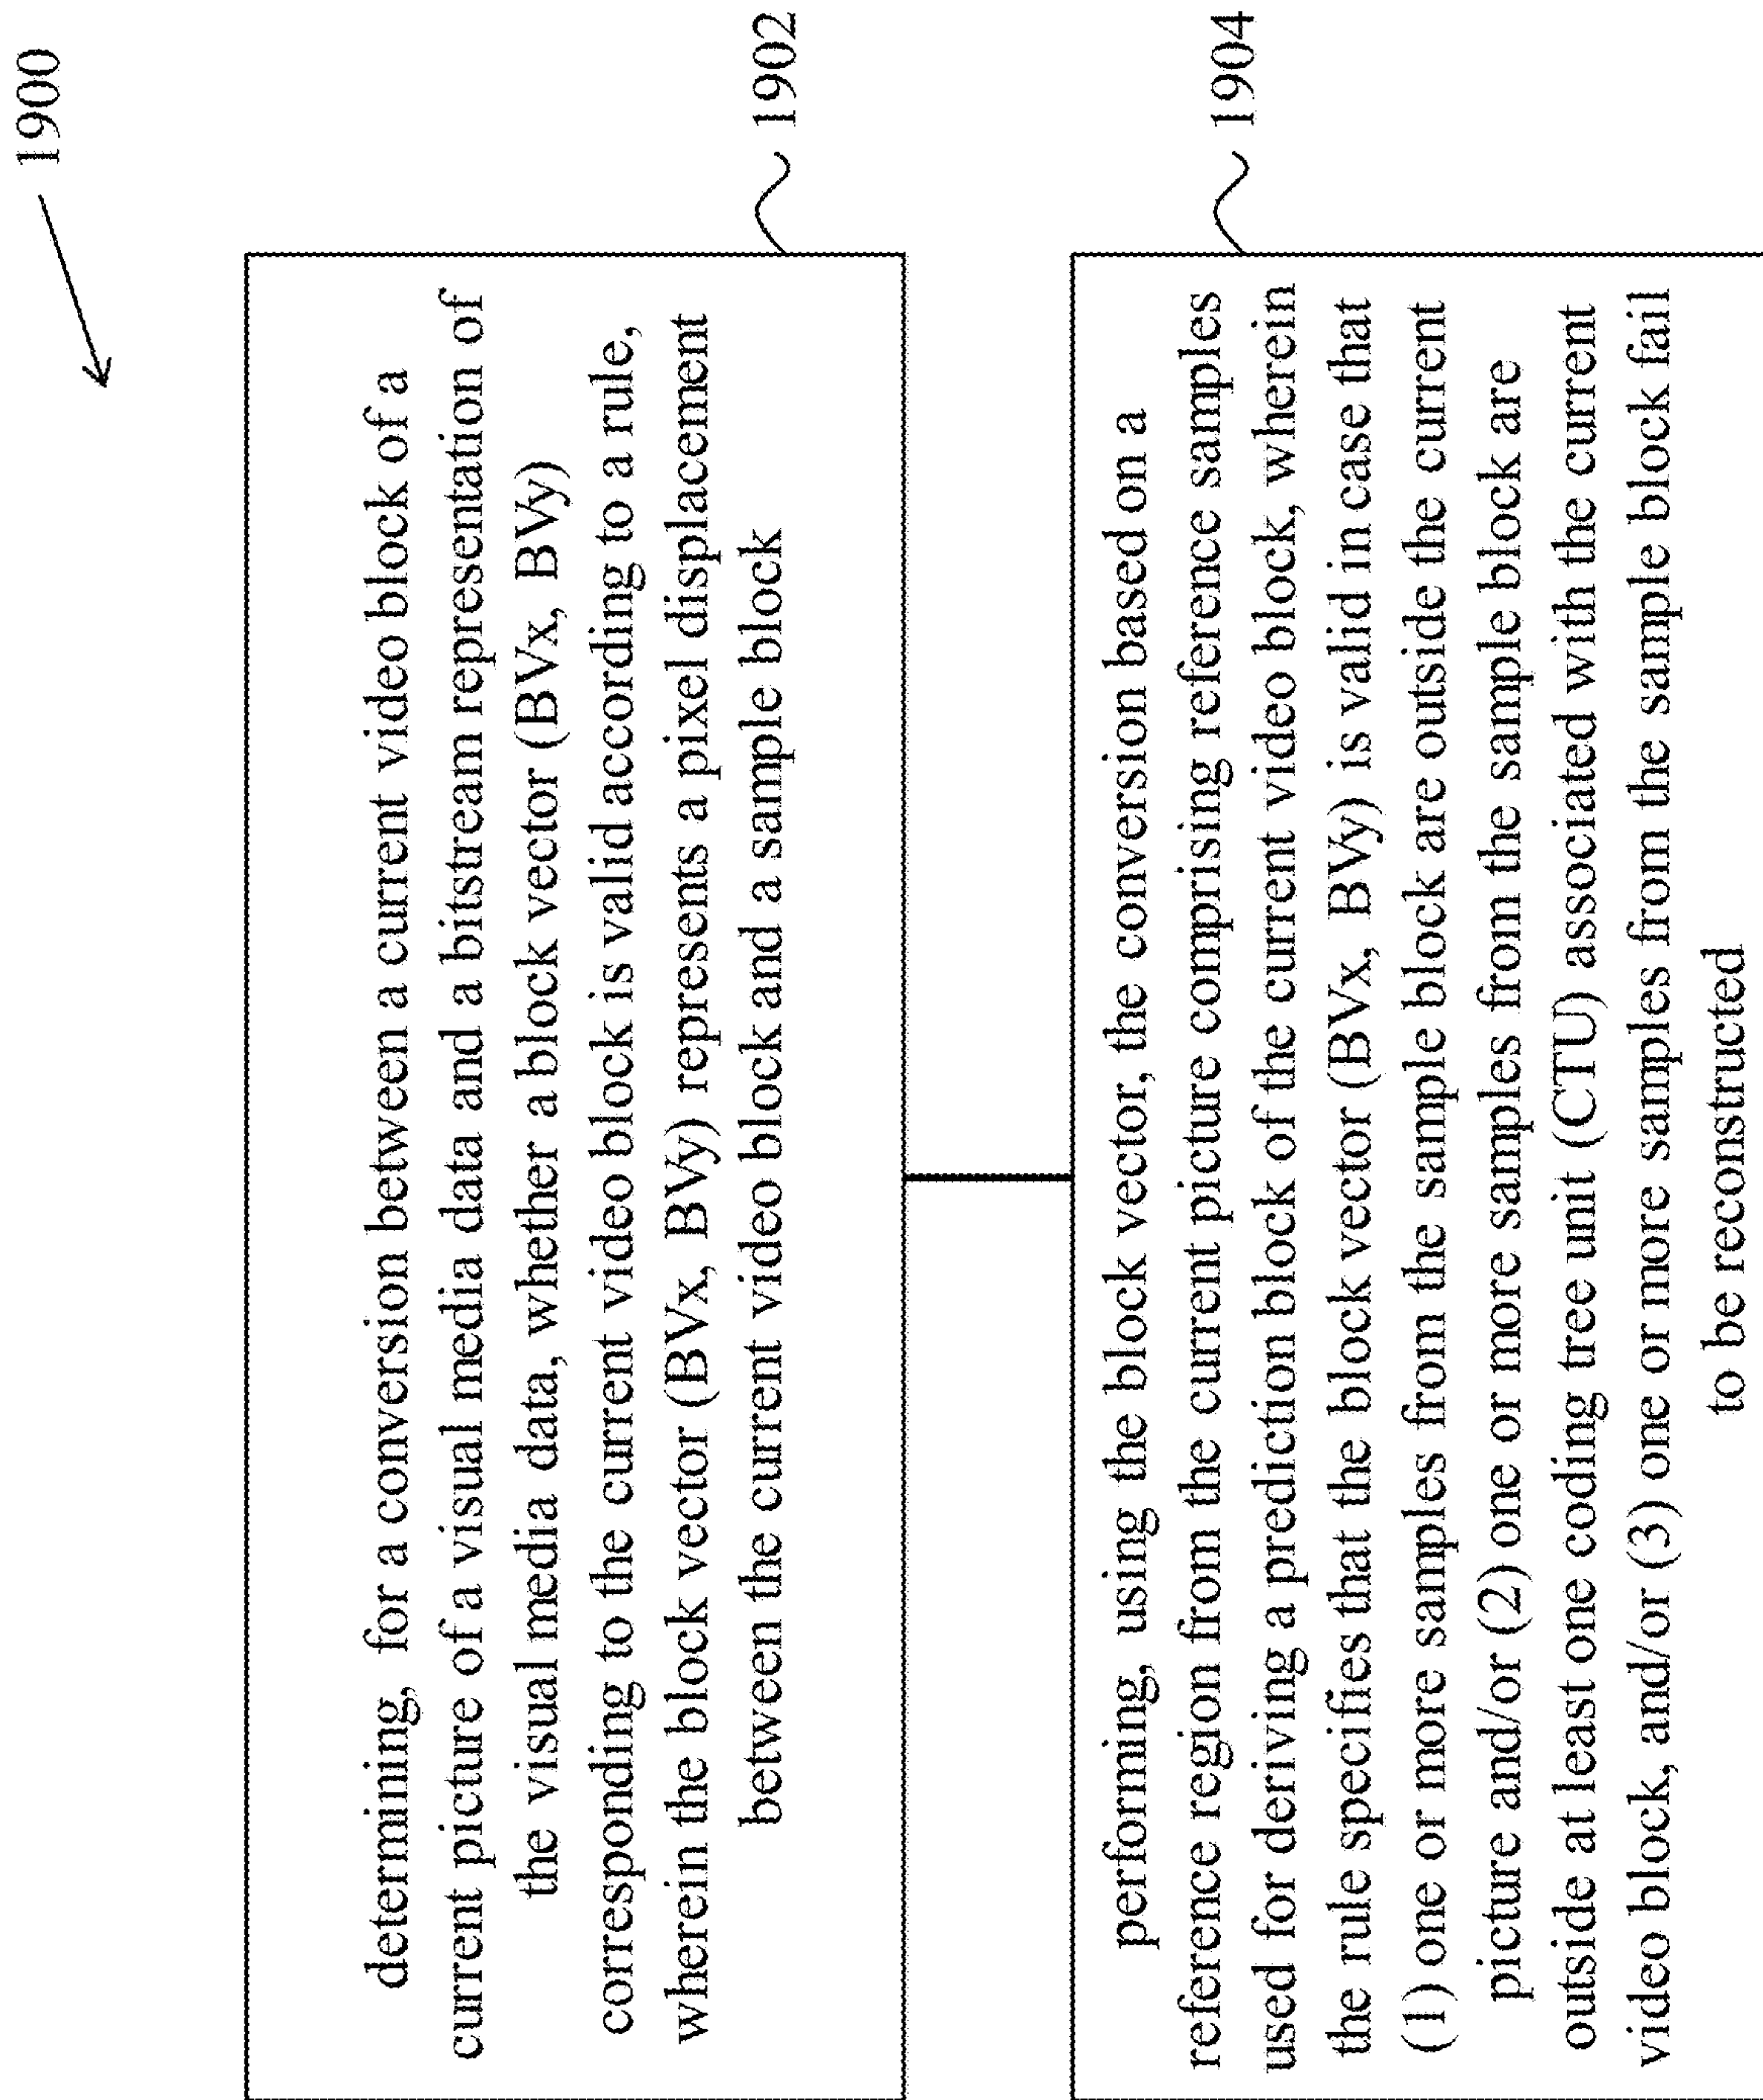 1900
determining, for a conversion between a current video block of a
current picture of a visual media data and a bitstream representation of
the visual media data, whether a block vector (BVx, BVy)
corresponding to the current video block is valid according to a rule,
wherein the block vector (BVx, BVy) represents a pixel displacement
between the current video block and a sample block
1902
performing, using the block vector, the conversion based on a
reference region from the current picture comprising reference samples
used for deriving a prediction block of the current video block, wherein
the rule specifies that the block vector (BVx, BVy) is valid in case that
(1) one or more samples from the sample block are outside the current
picture and/or (2) one or more samples from the sample block are
outside at least one coding tree unit (CTU) associated with the current
video block, and/or (3) one or more samples from the sample block fail
to be reconstructed
1904